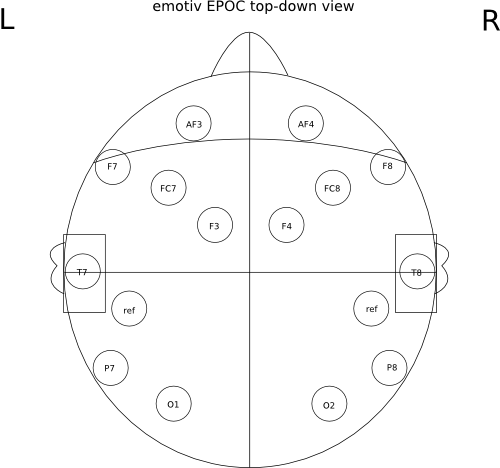 emotiv EPOC top-down view
L
R
AF3
AF4
F7
F8
FC7
FC8
F3
F4
T7
T8
ref
ref
P7
P8
O1
O2